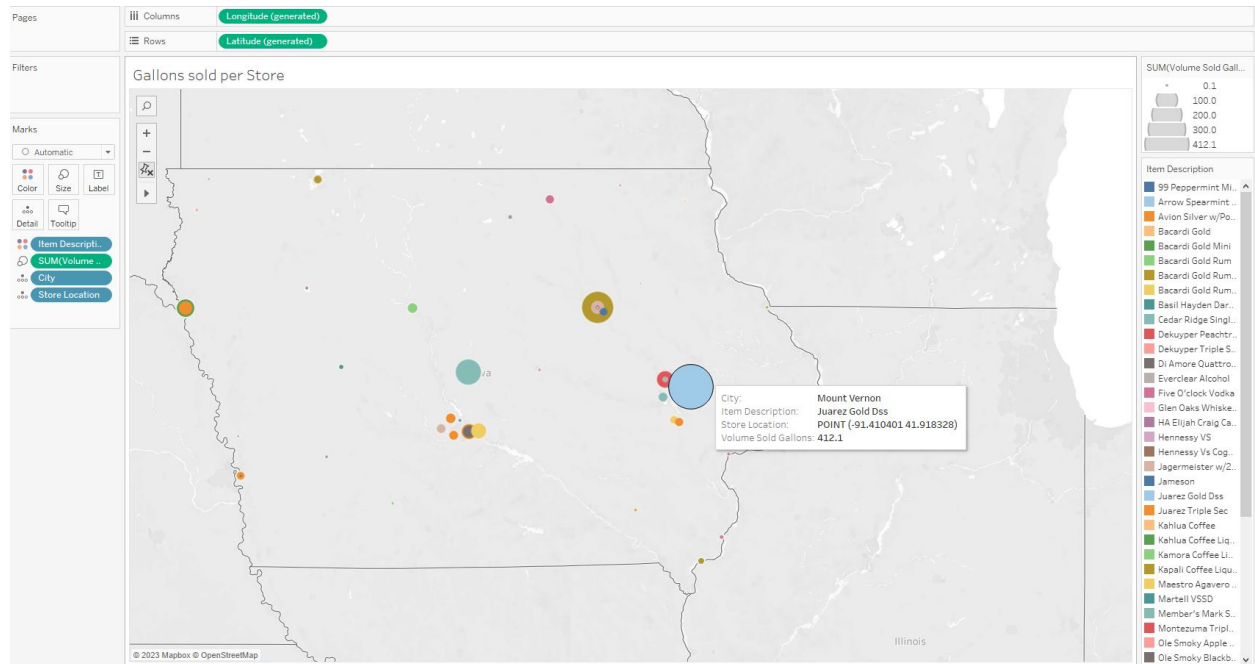 Pages
iii Columns
Longitude (generated)
Rows
Latitude (generated)
Filters
Marks
Automatic
Color
Size
Label
Detail
Tooltip
Item Descripti..
SUM(Volume ..
City
Store Location
Gallons sold per Store
va
City: Mount Vernon
Item Description: Juarez Gold Dss
Store Location: POINT (-91.410401 41.918328)
Volume Sold Gallons: 412.1
Illinois
© 2023 Mapbox © OpenStreetMap
SUM(Volume Sold Gall...
0.1
100.0
200.0
300.0
412.1
Item Description
99 Peppermint Mi..
Arrow Spearmint ..
Avion Silver w/Po..
Bacardi Gold
Bacardi Gold Mini
Bacardi Gold Rum
Bacardi Gold Rum..
Bacardi Gold Rum..
Basil Hayden Dar..
Cedar Ridge Singl..
Dekuyper Peachtr..
Dekuyper Triple S..
Di Amore Quattro..
Everclear Alcohol
Five O'clock Vodka
Glen Oaks Whiske..
HA Elijah Craig Ca..
Hennessy VS
Hennessy Vs Cog..
Jagermeister w/2..
Jameson
Juarez Gold Dss
Juarez Triple Sec
Kahlua Coffee
Kahlua Coffee Liq..
Kamora Coffee Li..
Kapali Coffee Liqu..
Maestro Agavero ..
Martell VSSD
Member's Mark S..
Montezuma Tripl..
Ole Smoky Apple ..
Ole Smoky Blackb..